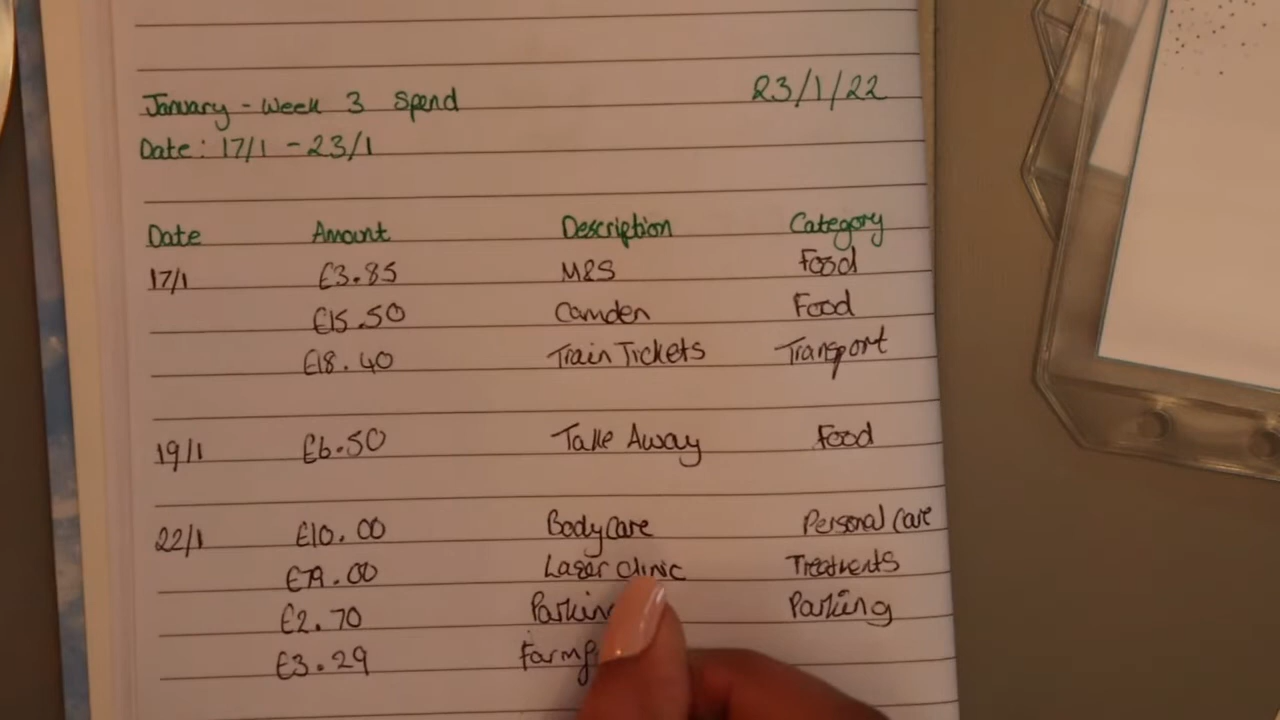 January - Week 3 Spend 23/1/22
Date: 17/1 - 23/1
Date Amount Description Category
17/1 £3.85 M&S Food
£15.50 Camden Food
£18.40 Train Tickets Transport
19/1 £6.50 Take Away Food
22/1 £10.00 Bodycare Personal Care
£79.00 Laser Clinic Treatments
£2.70 Parking
£3.29